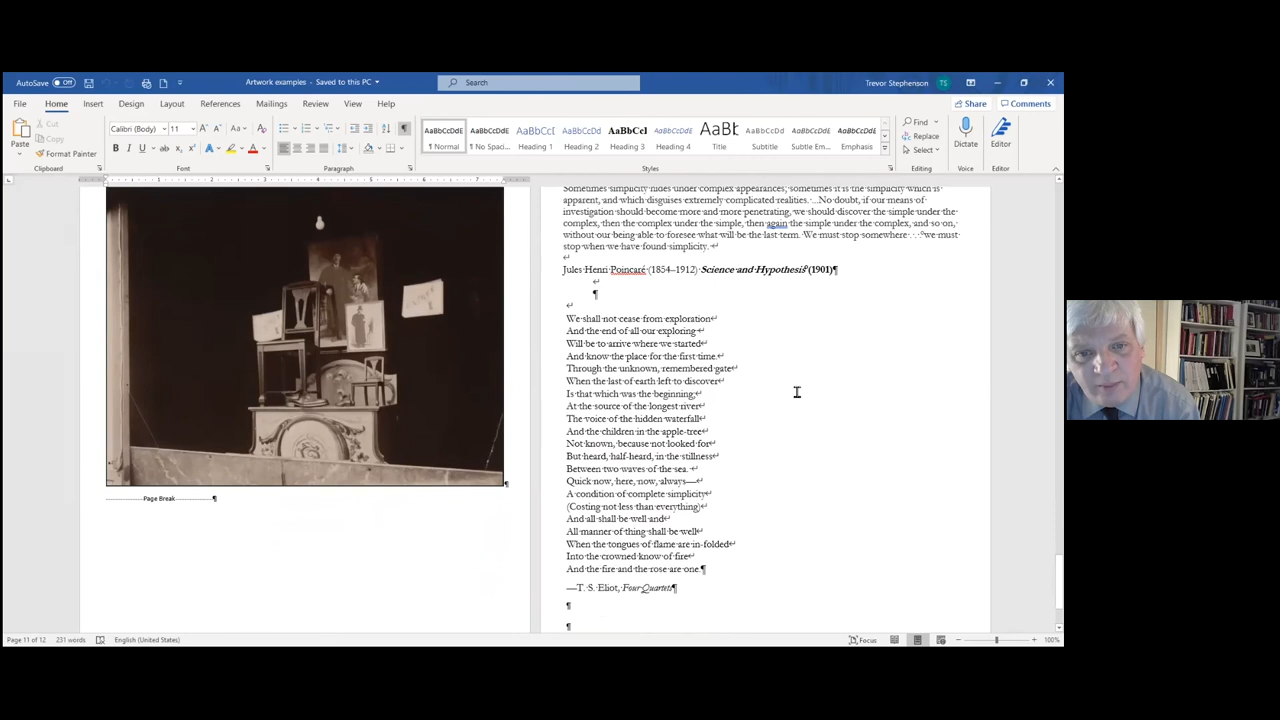 AutoSave Off Artwork examples - Saved to this PC Search Trevor Stephenson TS
File Home Insert Design Layout References Mailings Review View Help Share Comments
Paste Cut Copy Format Painter
Calibri (Body) 11
AaBbCcDdE AaBbCcDdE AaBbC( AaBbCcDd AaBbCcI AaBbCcDdE AaBb( AaBbCcDd AaBbCcDdE AaBbCcDdE
¶ Normal ¶ No Spaci... Heading 1 Heading 2 Heading 3 Heading 4 Title Subtitle Subtle Em... Emphasis
Find Replace Select Dictate Editor
Clipboard Font Paragraph Styles Editing Voice Editor
Sometimes simplicity hides under complex appearances; sometimes it is the simplicity which is
apparent, and which disguises extremely complicated realities. ...No doubt, if our means of
investigation should become more and more penetrating, we should discover the simple under the
complex, then the complex under the simple, then again the simple under the complex, and so on,
without our being able to foresee what will be the last term. We must stop somewhere . . . we must
stop when we have found simplicity.
Jules Henri Poincaré (1854–1912) Science and Hypothesis (1901)¶
We shall not cease from exploration
And the end of all our exploring
Will be to arrive where we started
And know the place for the first time.
Through the unknown, remembered gate
When the last of earth left to discover
Is that which was the beginning;
At the source of the longest river
The voice of the hidden waterfall
And the children in the apple-tree
Not known, because not looked for
But heard, half-heard, in the stillness
Between two waves of the sea.
Quick now, here, now, always—
A condition of complete simplicity
(Costing not less than everything)
And all shall be well and
All manner of thing shall be well
When the tongues of flame are in-folded
Into the crowned know of fire
And the fire and the rose are one.¶
—T. S. Eliot, Four Quartets¶
Page Break
Page 11 of 12 231 words English (United States) Focus 100%